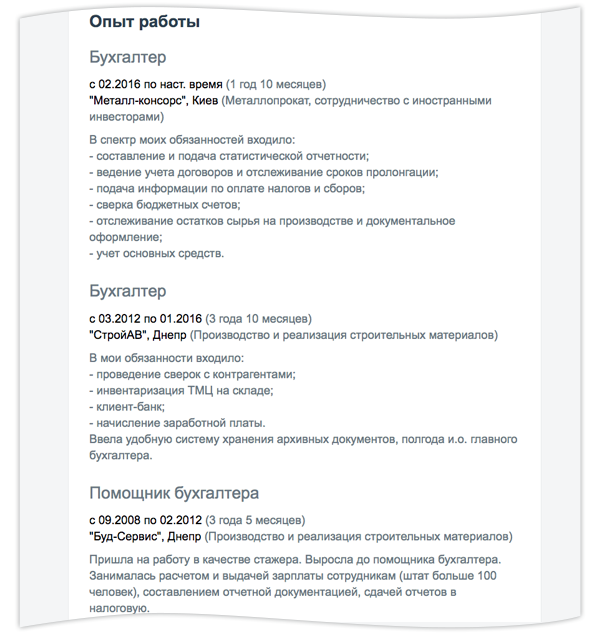 Опыт работы
Бухгалтер
с 02.2016 по наст. время (1 год 10 месяцев)
"Металл-консорс", Киев (Металлопрокат, сотрудничество с иностранными
инвесторами)
В спектр моих обязанностей входило:
- составление и подача статистической отчетности;
- ведение учета договоров и отслеживание сроков пролонгации;
- подача информации по оплате налогов и сборов;
- сверка бюджетных счетов;
- отслеживание остатков сырья на производстве и документальное
оформление;
- учет основных средств.
Бухгалтер
с 03.2012 по 01.2016 (3 года 10 месяцев)
"СтройАВ", Днепр (Производство и реализация строительных материалов)
В мои обязанности входило:
- проведение сверок с контрагентами;
- инвентаризация ТМЦ на складе;
- клиент-банк;
- начисление заработной платы.
Ввела удобную систему хранения архивных документов, полгода и.о. главного
бухгалтера.
Помощник бухгалтера
с 09.2008 по 02.2012 (3 года 5 месяцев)
"Буд-Сервис", Днепр (Производство и реализация строительных материалов)
Пришла на работу в качестве стажера. Выросла до помощника бухгалтера.
Занималась расчетом и выдачей зарплаты сотрудникам (штат больше 100
человек), составлением отчетной документацией, сдачей отчетов в
налоговую.